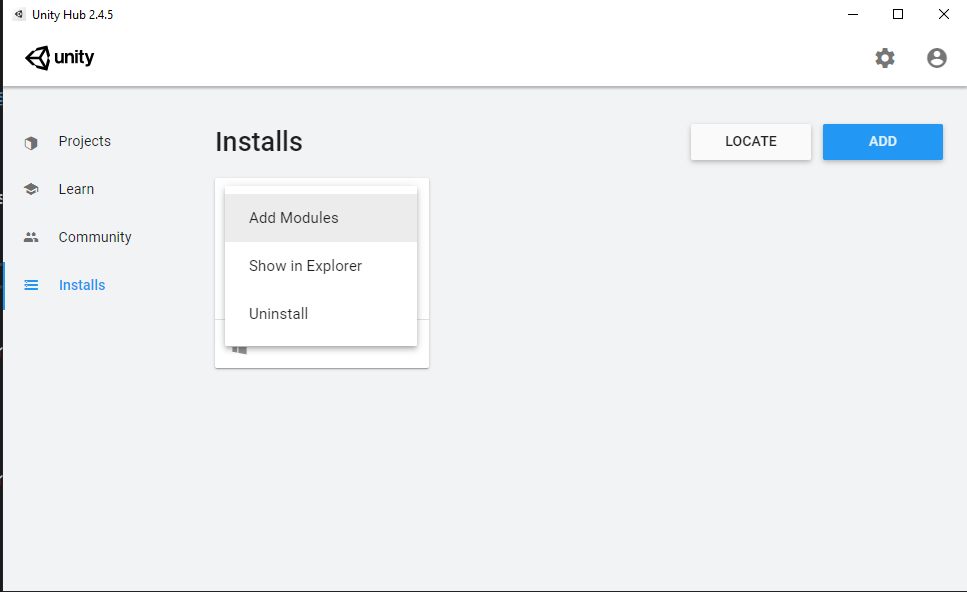 Unity Hub 2.4.5
unity
Projects
Learn
Community
Installs
Installs
LOCATE
ADD
Add Modules
Show in Explorer
Uninstall